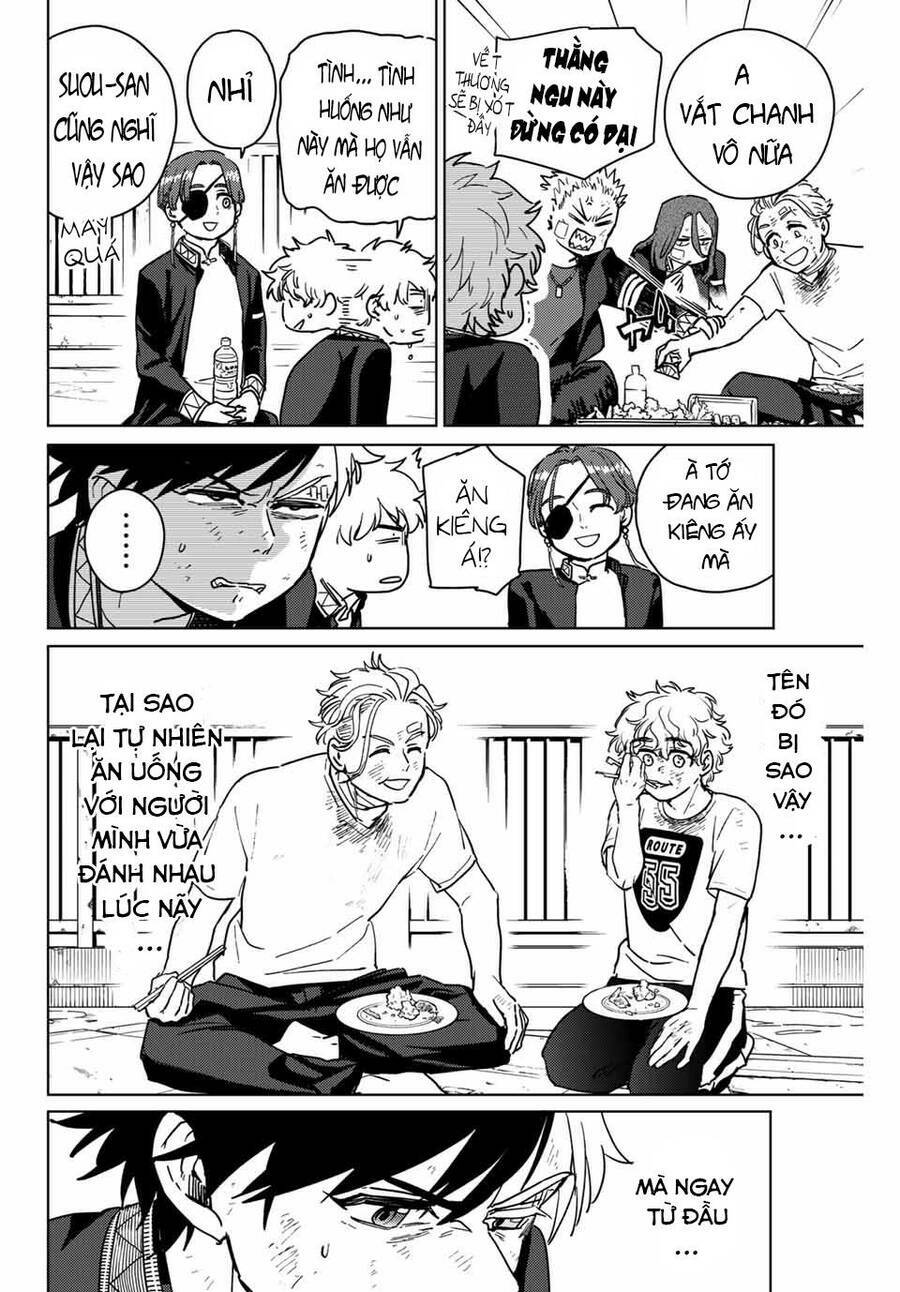 A
VẮT CHANH
VÔ NỮA
THẰNG
NGU NÀY
ĐỪNG CÓ DẠI
VẾT
THƯƠNG
SẼ BỊ XÓT
ĐẤY
TÌNH... TÌNH
HUỐNG NHƯ
NÀY MÀ HỌ VẪN
ĂN ĐƯỢC
NHỈ
SUOU-SAN
CŨNG NGHĨ
VẬY SAO
MAY
QUÁ
À TỚ
ĐANG ĂN
KIÊNG ẤY
MÀ
ĂN
KIÊNG
Á!?
......
TÊN
ĐÓ
BỊ
SAO
VẬY
...
TẠI SAO
LẠI TỰ NHIÊN
ĂN UỐNG
VỚI NGƯỜI
MÌNH VỪA
ĐÁNH NHAU
LÚC NÃY
...
ROUTE
55
MÀ NGAY
TỪ ĐẦU
...